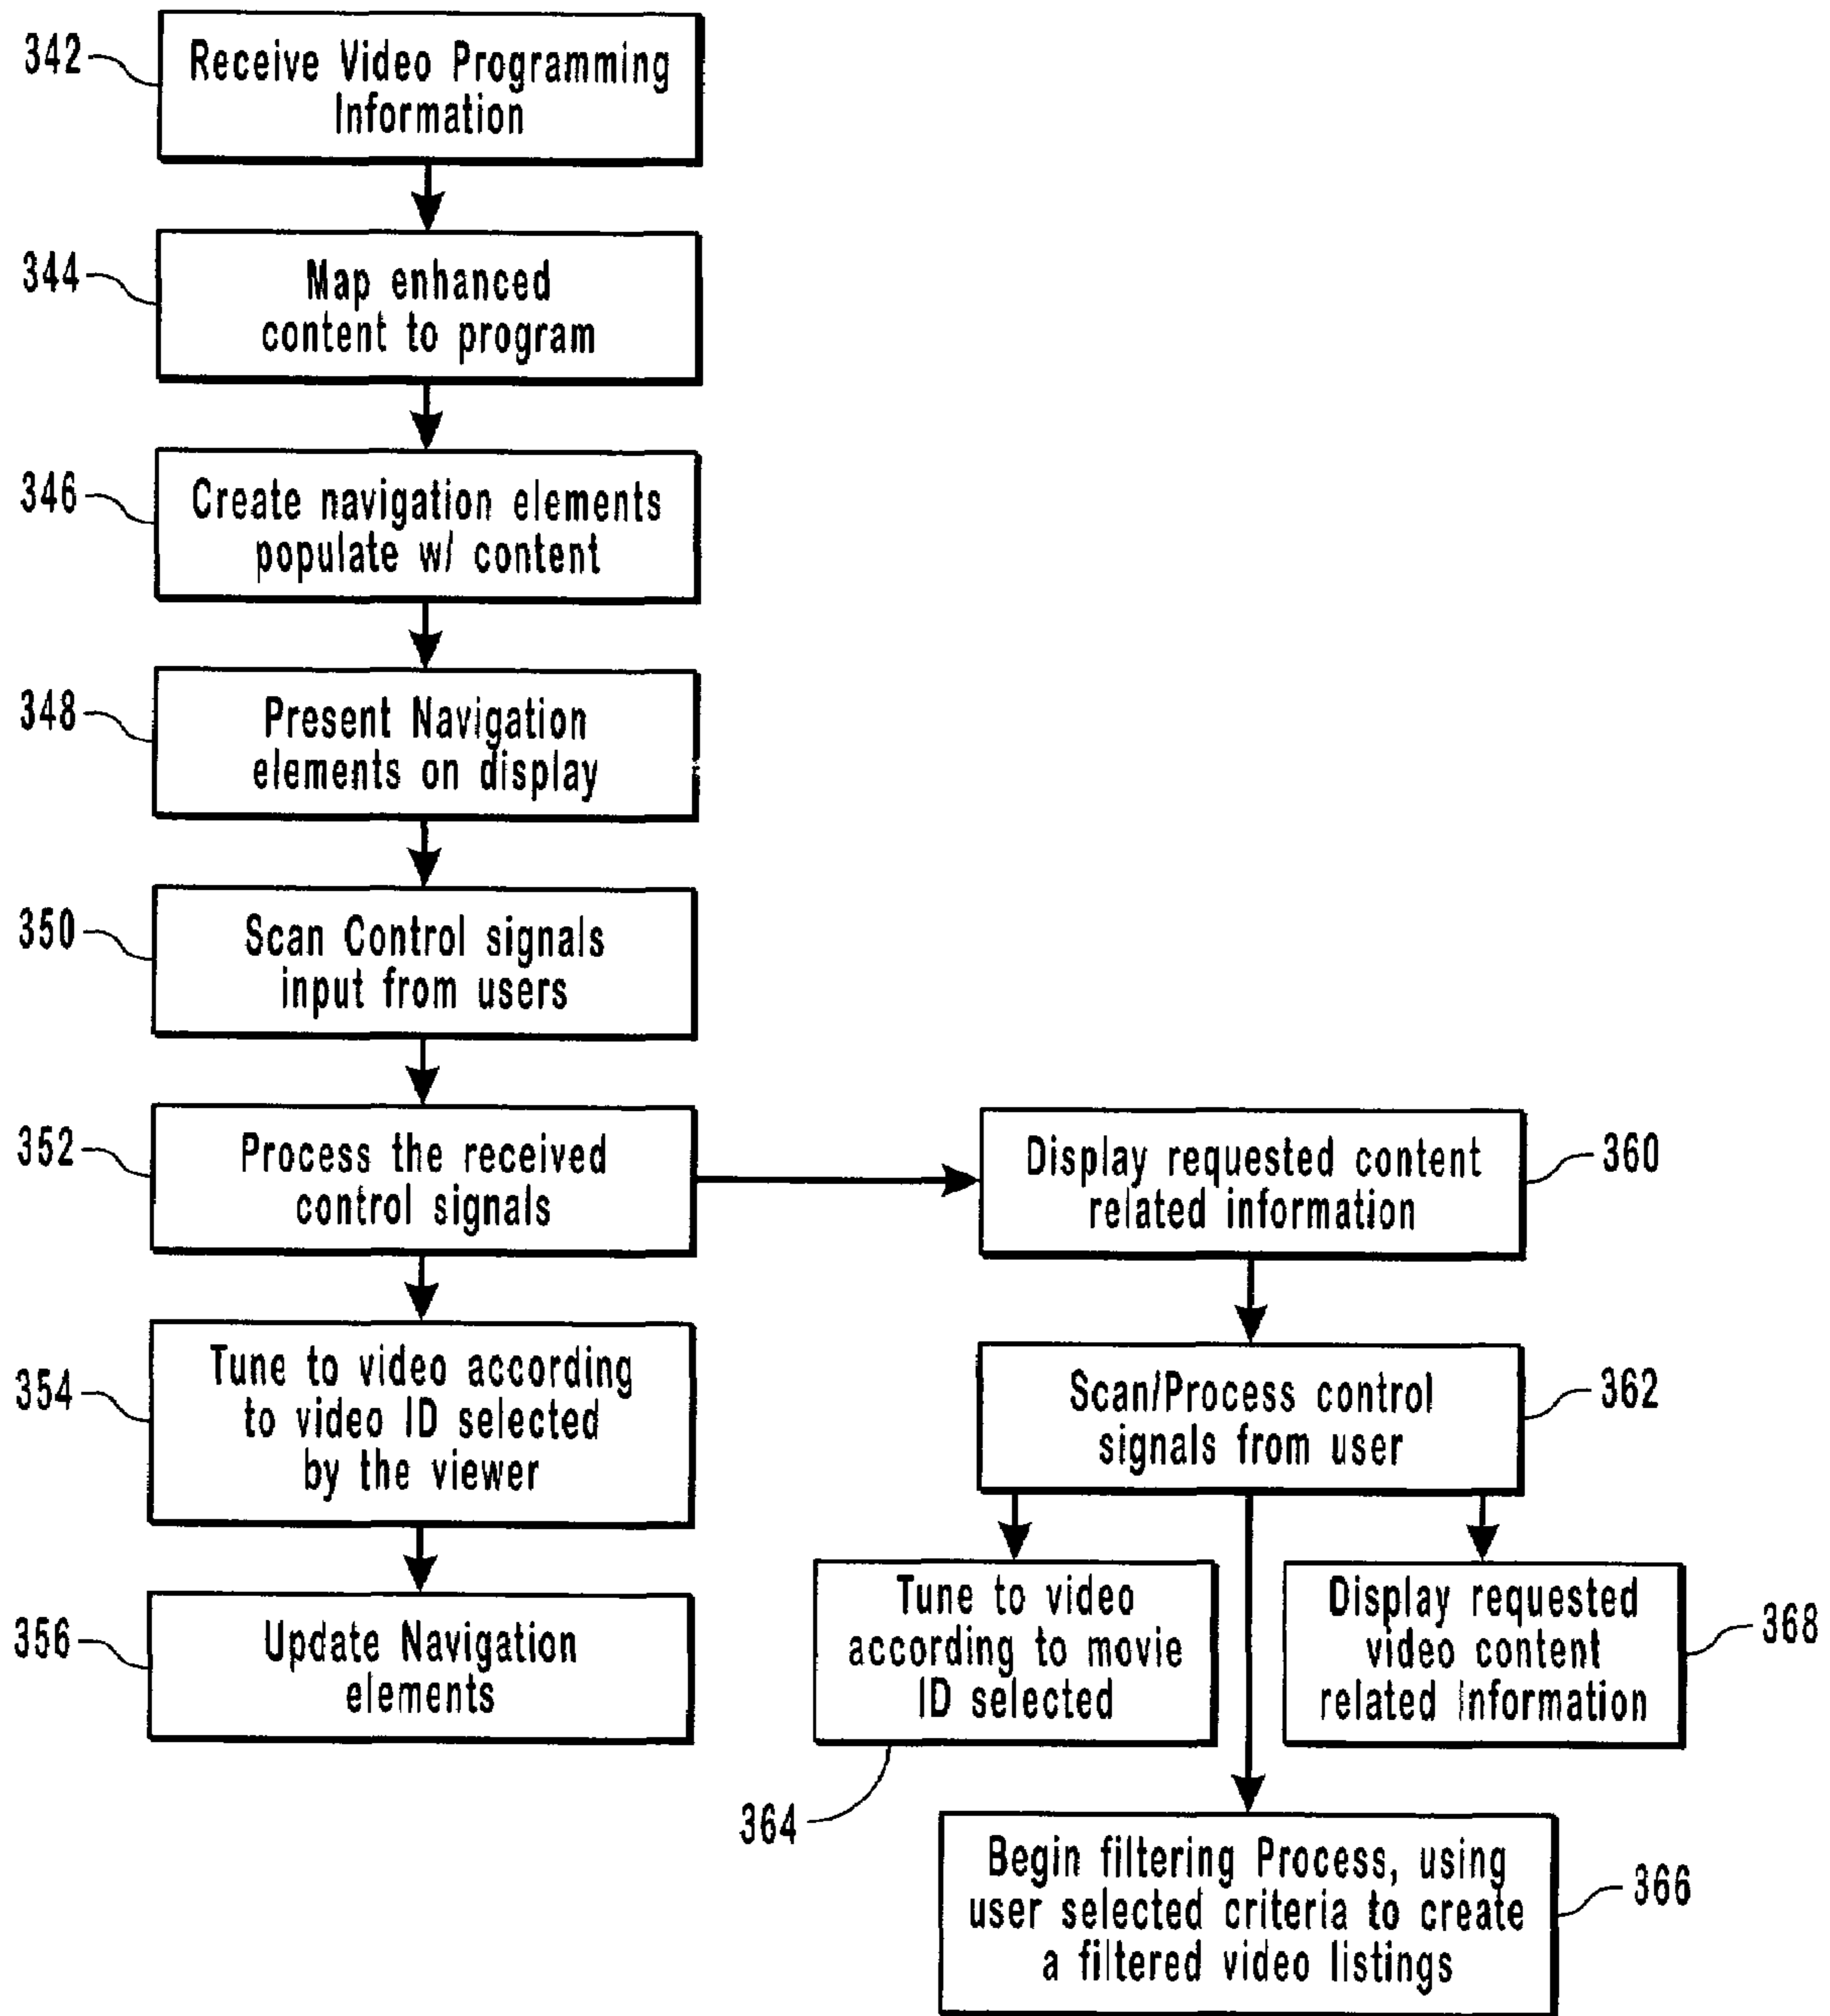 342
Receive Video Programming
Information
344
Map enhanced
content to program
346
Create navigation elements
populate w/ content
348
Present Navigation
elements on display
350
Scan Control signals
input from users
352
Process the received
control signals
354
Tune to video according
to video ID selected
by the viewer
356
Update Navigation
elements
Display requested content
related information
360
Scan/Process control
signals from user
362
Tune to video
according to movie
ID selected
364
Display requested
video content
related information
368
Begin filtering Process, using
user selected criteria to create
a filtered video listings
366